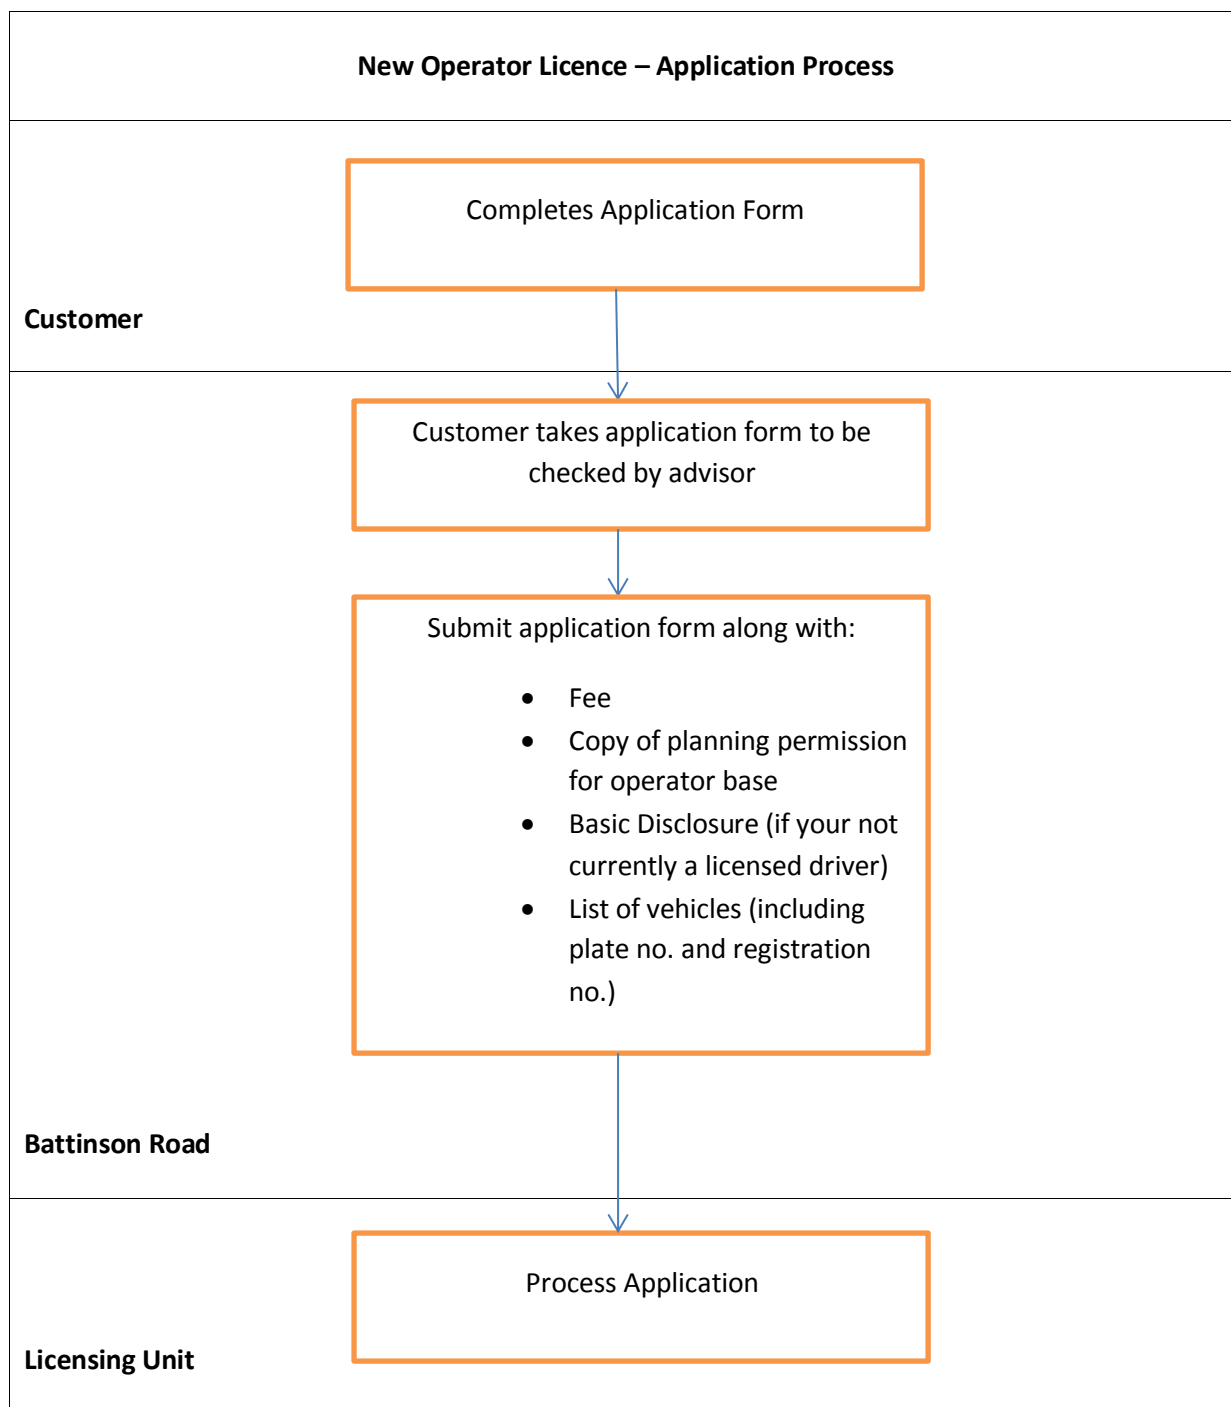 New Operator Licence – Application Process
Completes Application Form
Customer
Customer takes application form to be
checked by advisor
Submit application form along with:
• Fee
• Copy of planning permission
for operator base
• Basic Disclosure (if your not
currently a licensed driver)
• List of vehicles (including
plate no. and registration
no.)
Battinson Road
Process Application
Licensing Unit